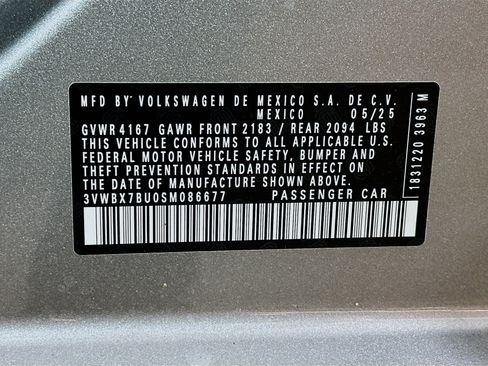 MFD BY VOLKSWAGEN DE MEXICO S.A. DE C.V.
MEXICO 05/25
GVWR 4167 GAWR FRONT 2183 / REAR 2094 LBS
THIS VEHICLE CONFORMS TO ALL APPLICABLE U.S.
FEDERAL MOTOR VEHICLE SAFETY, BUMPER AND
THEFT PREVENTION STANDARDS IN EFFECT ON THE
DATE OF MANUFACTURE SHOWN ABOVE.
3VWBX7BU0SM086677 PASSENGER CAR
1831220 3963 M